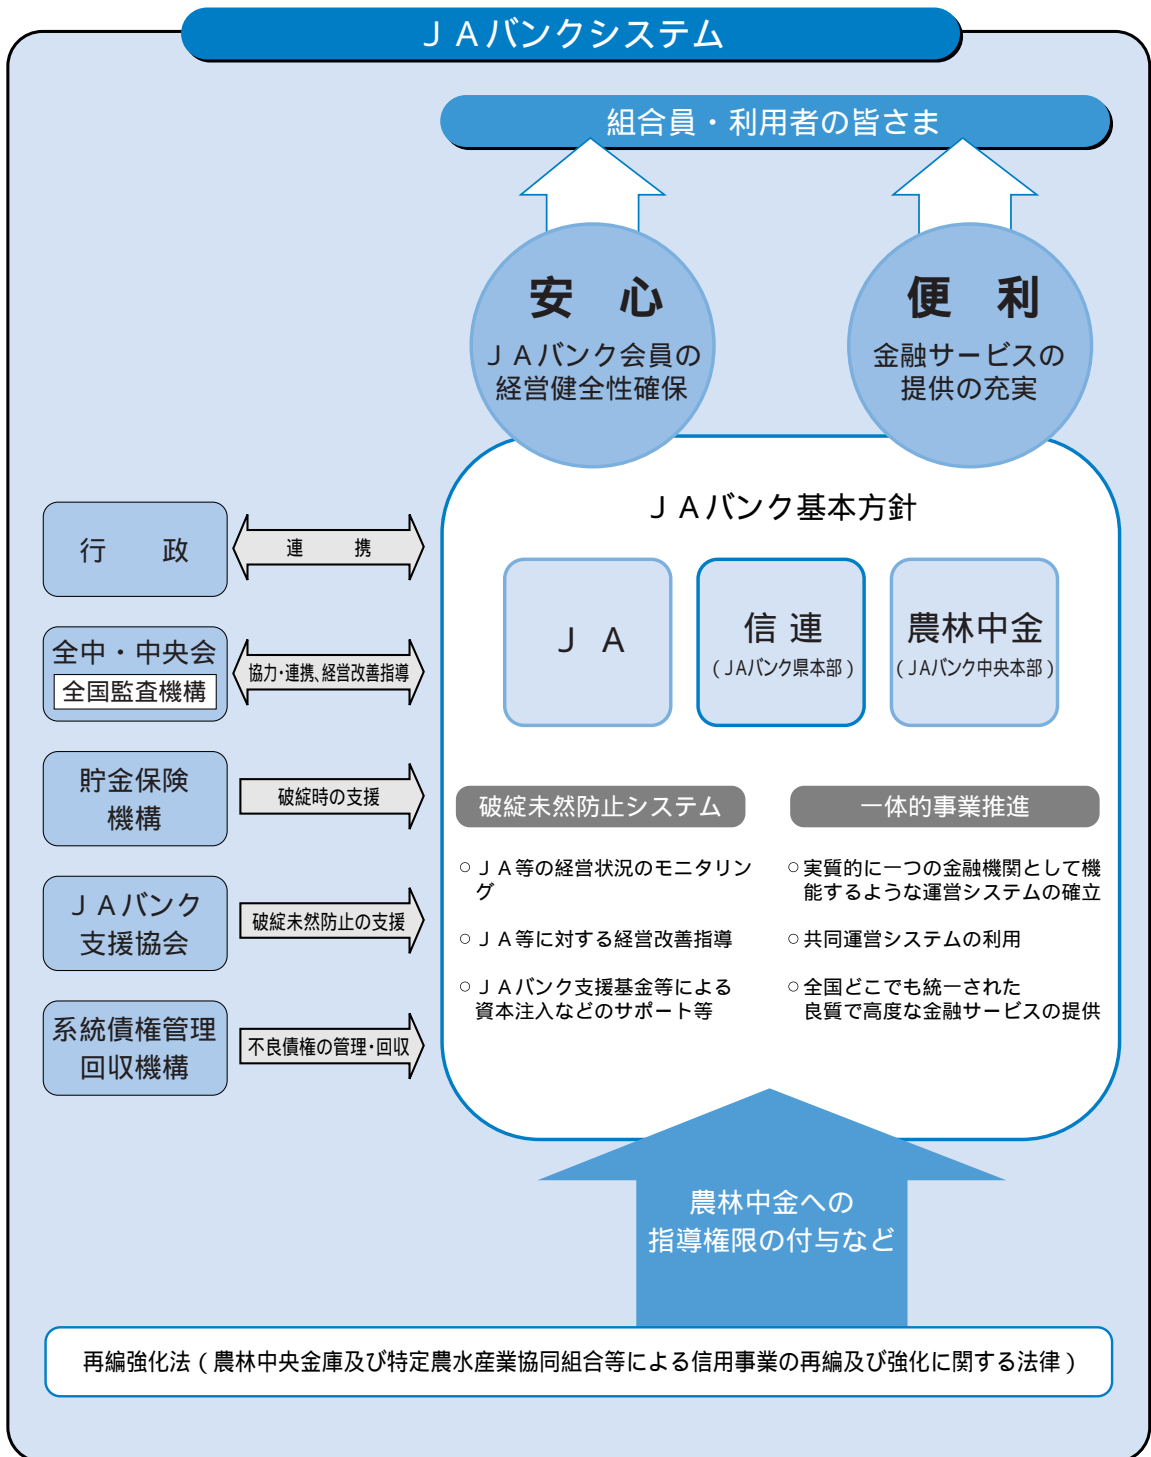 ＪＡバンクシステム
組合員・利用者の皆さま
安　心
ＪＡバンク会員の
経営健全性確保
便　利
金融サービスの
提供の充実
ＪＡバンク基本方針
行　　政
連　　携
全中・中央会
全国監査機構
協力・連携、経営改善指導
貯金保険
機構
破綻時の支援
ＪＡバンク
支援協会
破綻未然防止の支援
系統債権管理
回収機構
不良債権の管理・回収
ＪＡ
信連
（JAバンク県本部）
農林中金
（JAバンク中央本部）
破綻未然防止システム
○ＪＡ等の経営状況のモニタリン
グ
○ＪＡ等に対する経営改善指導
○ＪＡバンク支援基金等による
資本注入などのサポート等
一体的事業推進
○実質的に一つの金融機関として機
能するような運営システムの確立
○共同運営システムの利用
○全国どこでも統一された
良質で高度な金融サービスの提供
農林中金への
指導権限の付与など
再編強化法（農林中央金庫及び特定農水産業協同組合等による信用事業の再編及び強化に関する法律）